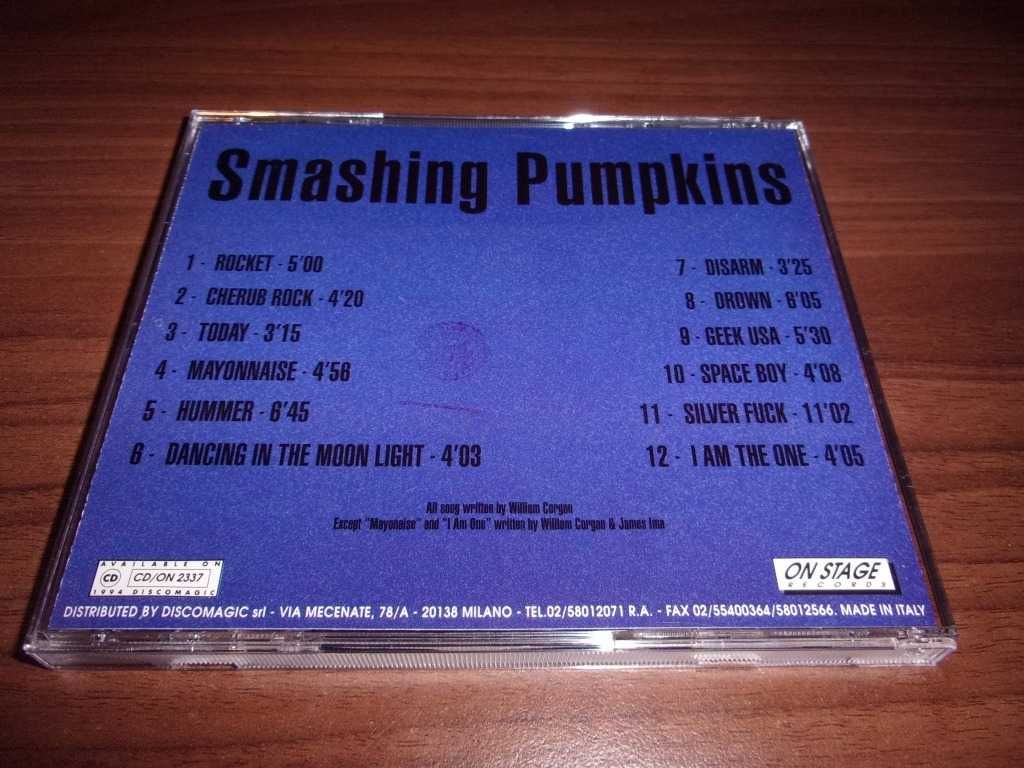 Smashing Pumpkins
1 - ROCKET - 5'00
2 - CHERUB ROCK - 4'20
3 - TODAY - 3'15
4 - MAYONNAISE - 4'56
5 - HUMMER - 6'45
6 - DANCING IN THE MOON LIGHT - 4'03
7 - DISARM - 3'25
8 - DROWN - 6'05
9 - GEEK USA - 5'30
10 - SPACE BOY - 4'08
11 - SILVER FUCK - 11'02
12 - I AM THE ONE - 4'05
All song written by William Corgan
Except "Mayonaise" and "I Am One" written by William Corgan & James Ima
AVAILABLE ON
CD CD/ON 2337
1994 DISCOMAGIC
ON STAGE
RECORDS
DISTRIBUTED BY DISCOMAGIC srl - VIA MECENATE, 78/A - 20138 MILANO - TEL.02/58012071 R.A. - FAX 02/55400364/58012566. MADE IN ITALY